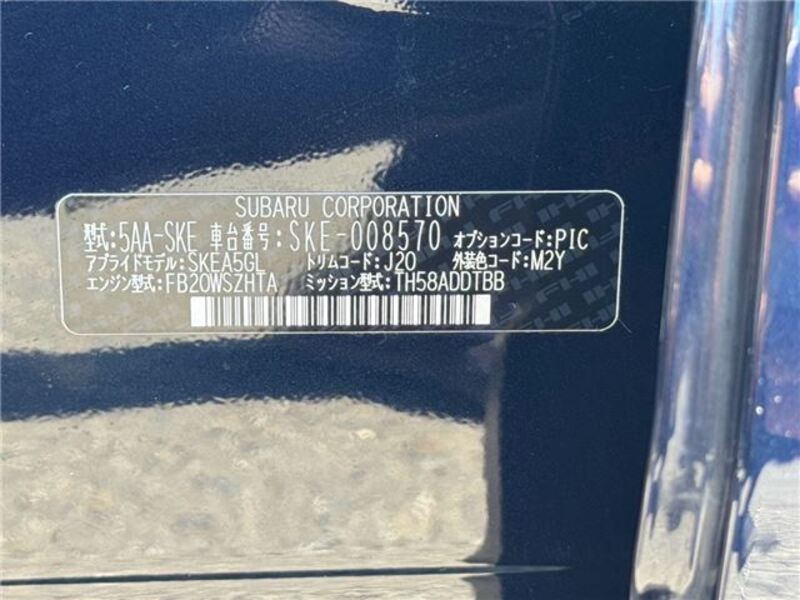 SUBARU CORPORATION
型式:5AA-SKE 車台番号:SKE-008570 オプションコード:PIC
アプライドモデル:SKEA5GL トリムコード:J20 外装色コード:M2Y
エンジン型式:FB20WSZHTA ミッション型式:TH58ADDTBB